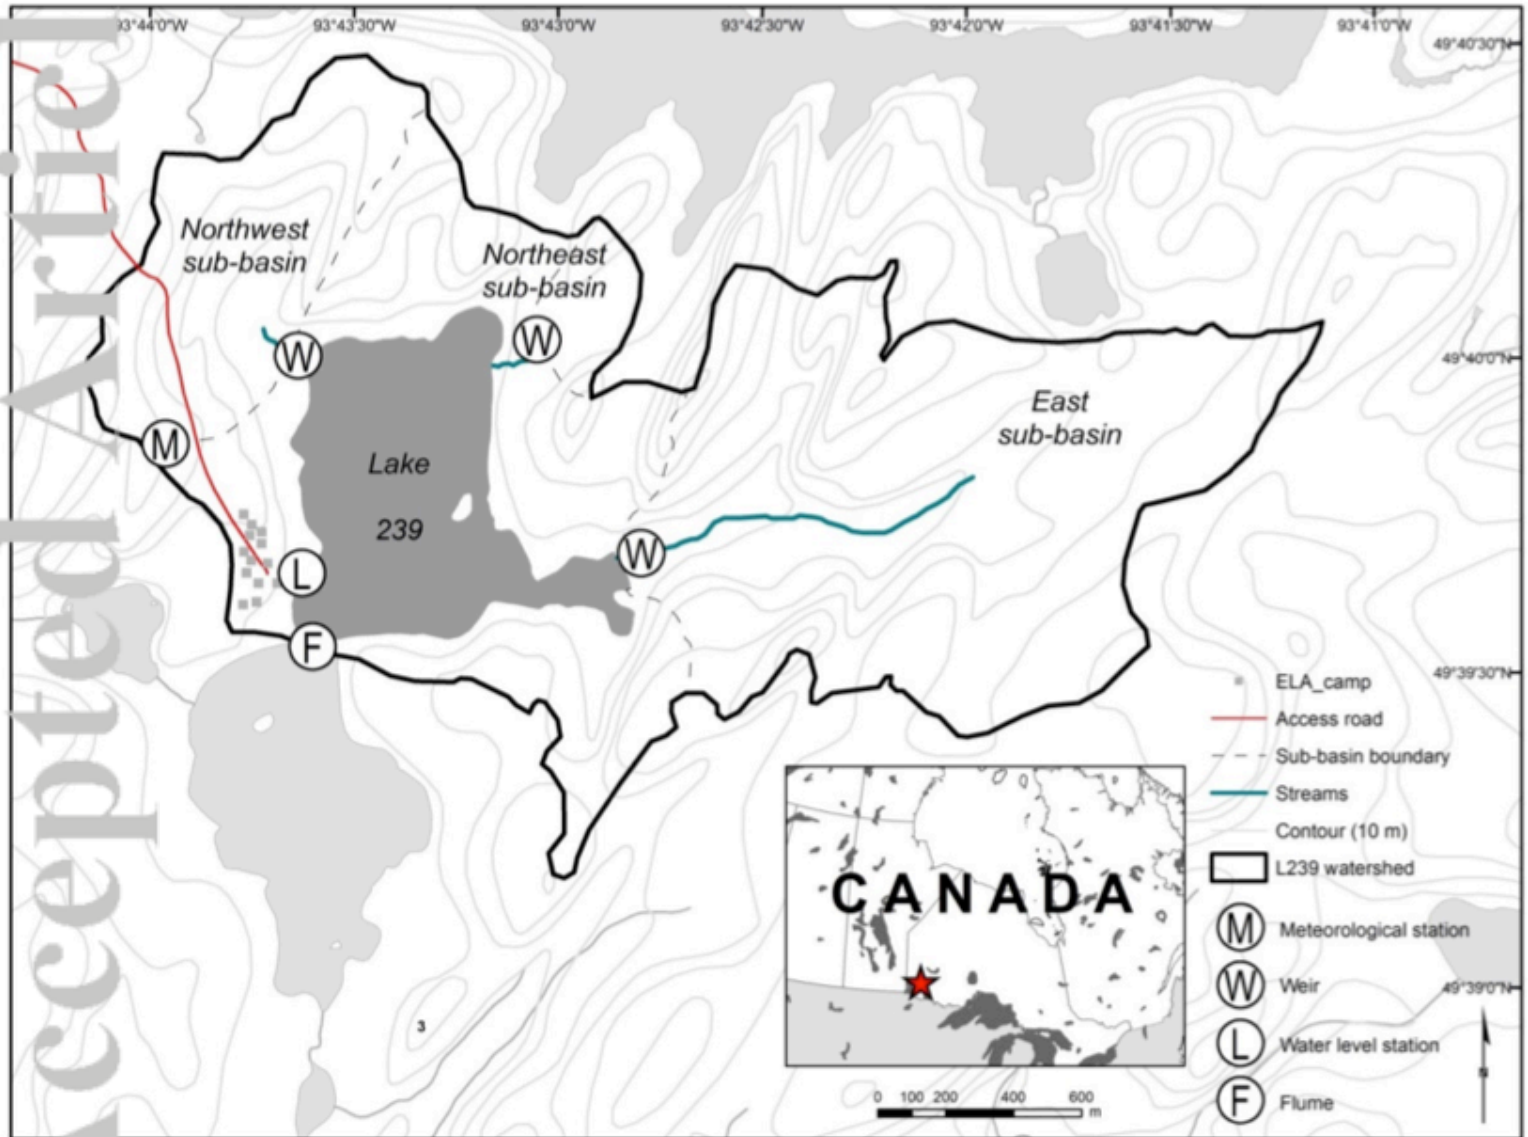 93°44'0"W
93°43'30"W
93°43'0"W
93°42'30"W
93°42'0"W
93°41'30"W
93°41'0"W
49°40'30"N
49°40'0"N
49°39'30"N
49°39'0"N
Accepted Articl
Northwest
sub-basin
Northeast
sub-basin
East
sub-basin
Lake
239
W
W
W
M
L
F
3
CANADA
0 100 200 400 600
m
ELA_camp
Access road
Sub-basin boundary
Streams
Contour (10 m)
L239 watershed
M Meteorological station
W Weir
L Water level station
F Flume
N